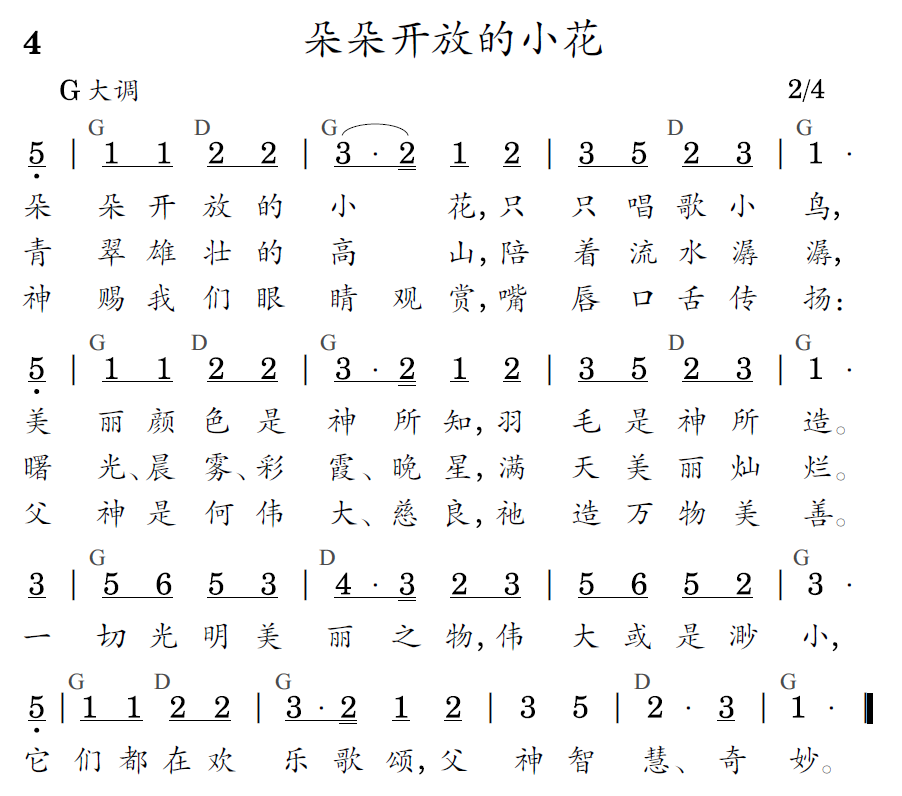 4 朵朵开放的小花
G 大调 2/4
G D G D G
5 | 1 1 2 2 | 3 · 2 1 2 | 3 5 2 3 | 1 ·
朵 朵开放的小 花,只 只唱歌小鸟,
青 翠雄壮的高 山,陪 着流水潺潺,
神 赐我们眼睛观赏,嘴 唇口舌传扬:
G D G D G
5 | 1 1 2 2 | 3 · 2 1 2 | 3 5 2 3 | 1 ·
美 丽颜色是神所知,羽 毛是神所造。
曙 光、晨雾、彩霞、晚星,满 天美丽灿烂。
父 神是何伟大、慈良,祂 造万物美善。
G D G
3 | 5 6 5 3 | 4 · 3 2 3 | 5 6 5 2 | 3 ·
一 切光明美丽之物,伟 大或是渺小,
G D G D G
5 | 1 1 2 2 | 3 · 2 1 2 | 3 5 | 2 · 3 | 1 ·
它 们都在欢乐歌颂,父 神智慧、奇妙。